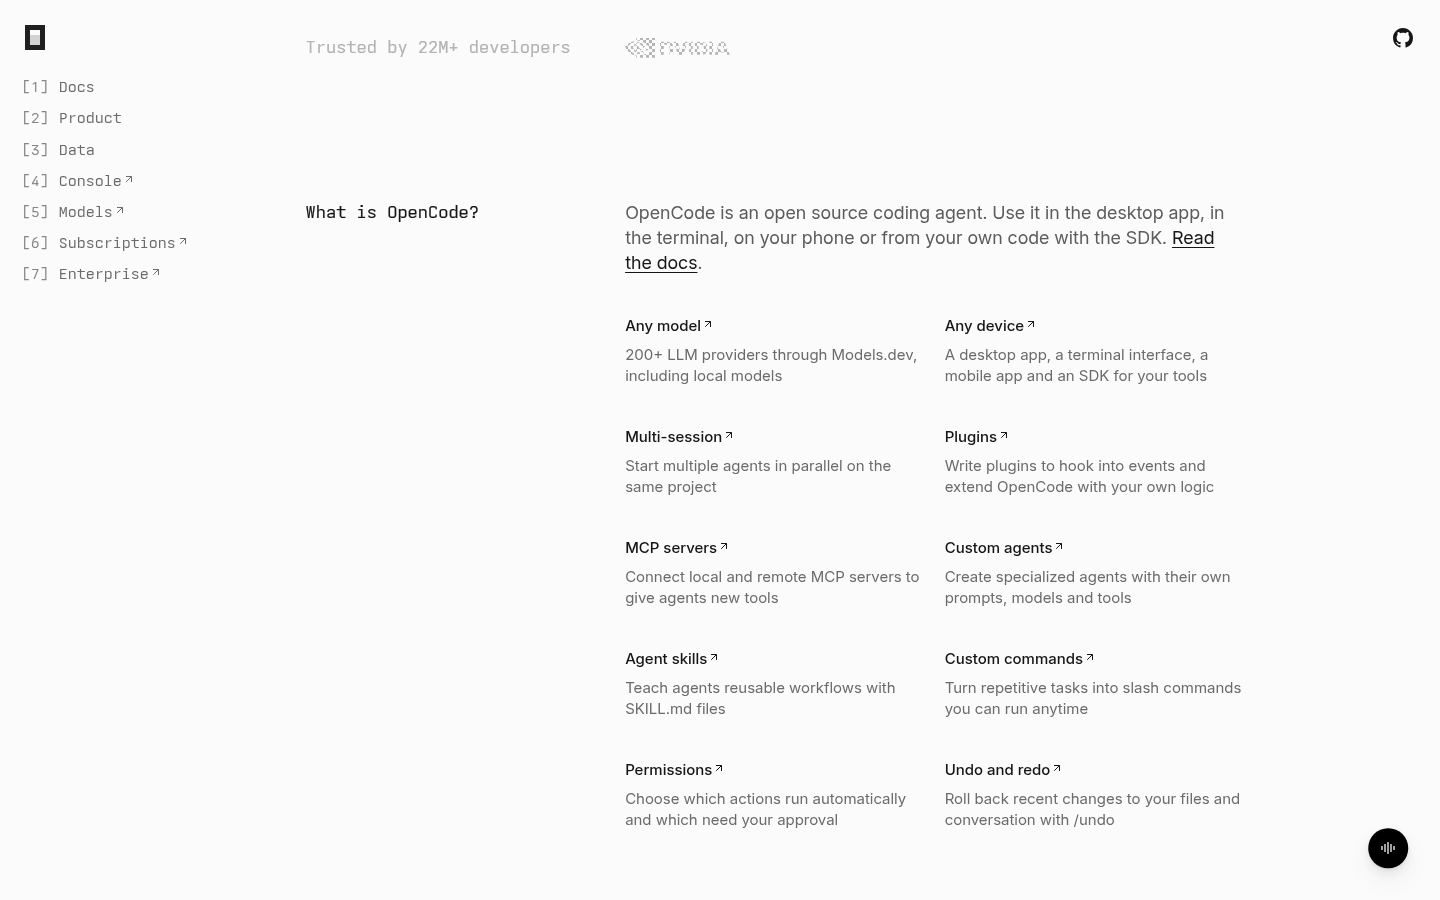 Trusted by 22M+ developers
NVIDIA
[1] Docs
[2] Product
[3] Data
[4] Console
[5] Models
[6] Subscriptions
[7] Enterprise
What is OpenCode?
OpenCode is an open source coding agent. Use it in the desktop app, in
the terminal, on your phone or from your own code with the SDK. Read
the docs.
Any model
200+ LLM providers through Models.dev,
including local models
Any device
A desktop app, a terminal interface, a
mobile app and an SDK for your tools
Multi-session
Start multiple agents in parallel on the
same project
Plugins
Write plugins to hook into events and
extend OpenCode with your own logic
MCP servers
Connect local and remote MCP servers to
give agents new tools
Custom agents
Create specialized agents with their own
prompts, models and tools
Agent skills
Teach agents reusable workflows with
SKILL.md files
Custom commands
Turn repetitive tasks into slash commands
you can run anytime
Permissions
Choose which actions run automatically
and which need your approval
Undo and redo
Roll back recent changes to your files and
conversation with /undo